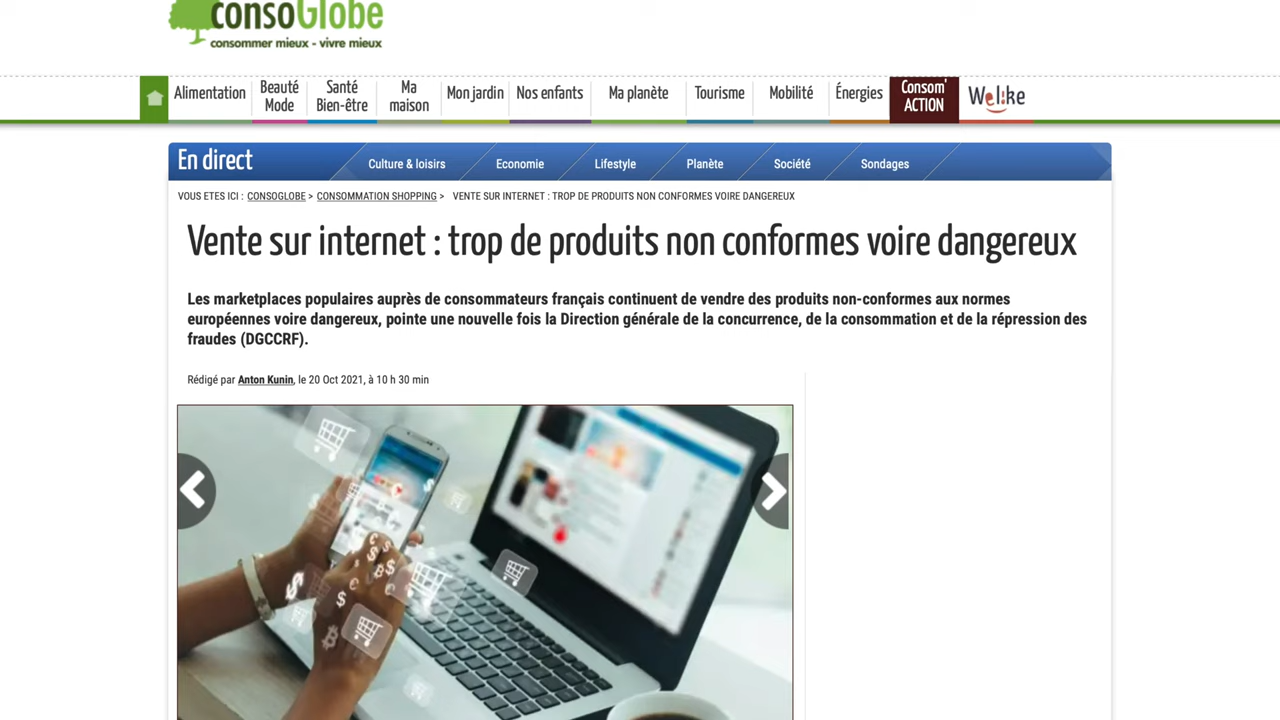 consoGlobe
consommer mieux - vivre mieux
Alimentation
Beauté
Mode
Santé
Bien-être
Ma
maison
Mon jardin
Nos enfants
Ma planète
Tourisme
Mobilité
Énergies
Consom'
ACTION
We like
En direct
Culture & loisirs
Economie
Lifestyle
Planète
Société
Sondages
VOUS ETES ICI : CONSOGLOBE > CONSOMMATION SHOPPING > VENTE SUR INTERNET : TROP DE PRODUITS NON CONFORMES VOIRE DANGEREUX
Vente sur internet : trop de produits non conformes voire dangereux
Les marketplaces populaires auprès de consommateurs français continuent de vendre des produits non-conformes aux normes
européennes voire dangereux, pointe une nouvelle fois la Direction générale de la concurrence, de la consommation et de la répression des
fraudes (DGCCRF).
Rédigé par Anton Kunin, le 20 Oct 2021, à 10 h 30 min